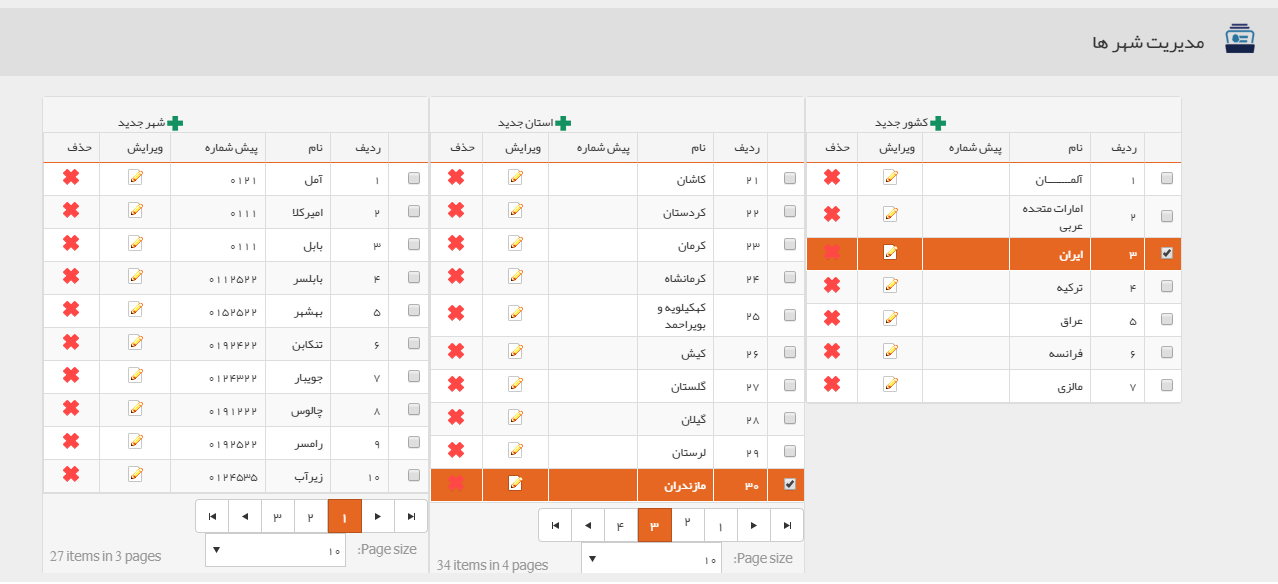 مدیریت شهر ها
کشور جدید
ردیف نام پیش شماره ویرایش حذف
۱ آلمــــــــان
۲ امارات متحده
عربی
۳ ایران
۴ ترکیه
۵ عراق
۶ فرانسه
۷ مالزی
استان جدید
ردیف نام پیش شماره ویرایش حذف
۲۱ کاشان
۲۲ کردستان
۲۳ کرمان
۲۴ کرمانشاه
۲۵ کهکیلویه و
بویراحمد
۲۶ کیش
۲۷ گلستان
۲۸ گیلان
۲۹ لرستان
۳۰ مازندران
۱ ۲ ۳ ۴
Page size: ۱۰
34 items in 4 pages
شهر جدید
ردیف نام پیش شماره ویرایش حذف
۱ آمل ۰۱۲۱
۲ امیرکلا ۰۱۱۱
۳ بابل ۰۱۱۱
۴ بابلسر ۰۱۱۲۵۲۲
۵ بهشهر ۰۱۵۲۵۲۲
۶ تنکابن ۰۱۹۲۴۲۲
۷ جویبار ۰۱۲۴۳۲۲
۸ چالوس ۰۱۹۱۲۲۲
۹ رامسر ۰۱۹۲۵۲۲
۱۰ زیرآب ۰۱۲۴۵۳۵
۱ ۲ ۳
Page size: ۱۰
27 items in 3 pages